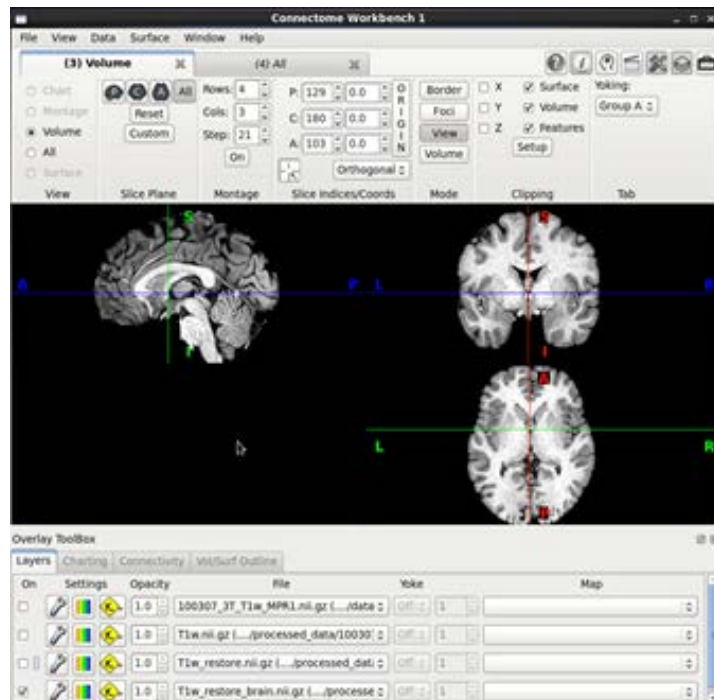 Connectome Workbench 1
File View Data Surface Window Help
(3) Volume (4) All
Chart
Montage
Volume
All
Surface
View
P C A All
Reset
Custom
Slice Plane
Rows: 4
Cols: 3
Step: 21
On
Montage
P: 129 0.0
C: 180 0.0
A: 103 0.0
ORIGIN
Orthogonal
Slice Indices/Coords
Border
Foci
View
Volume
Mode
X Surface
Y Volume
Z Features
Setup
Clipping
Yoking:
Group A
Tab
S
A P
I
S
L R
I
A
L R
Overlay ToolBox
Layers Charting Connectivity Vol/Surf Outline
On Settings Opacity File Yoke Map
1.0 100307_3T_T1w_MPR1.nii.gz (.../data Off 1
1.0 T1w.nii.gz (.../processed_data/10030 Off 1
1.0 T1w_restore.nii.gz (.../processed_dat Off 1
1.0 T1w_restore_brain.nii.gz (.../processe Off 1